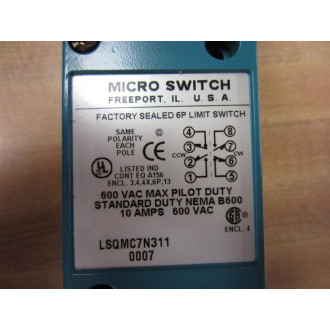 MICRO SWITCH
FREEPORT, IL. U.S.A.
FACTORY SEALED 6P LIMIT SWITCH
SAME
POLARITY
EACH
POLE
4 8
3 7
CCW CW
2 6
1 5
UL
LISTED IND
CONT EQ A156
ENCL. 3,4,4X,6P,13
600 VAC MAX PILOT DUTY
STANDARD DUTY NEMA B600
10 AMPS 600 VAC
LSQMC7N311
0007
ENCL. 4